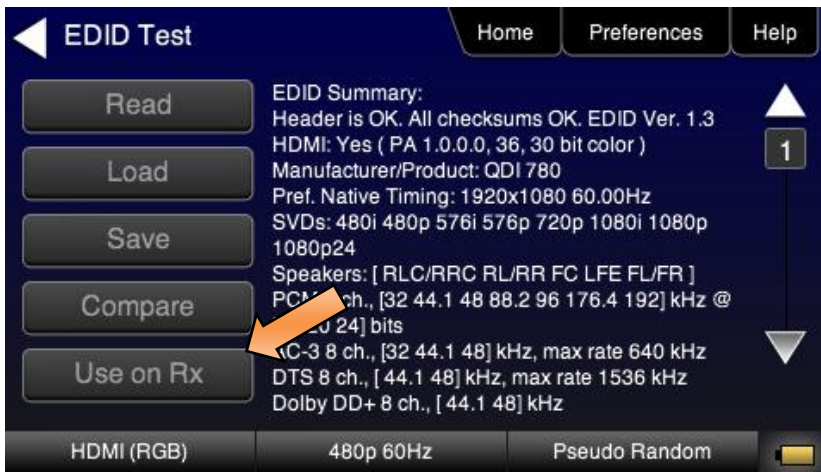 EDID Test
Home
Preferences
Help
Read
Load
Save
Compare
Use on Rx
EDID Summary:
Header is OK. All checksums OK. EDID Ver. 1.3
HDMI: Yes ( PA 1.0.0.0, 36, 30 bit color )
Manufacturer/Product: QDI 780
Pref. Native Timing: 1920x1080 60.00Hz
SVDs: 480i 480p 576i 576p 720p 1080i 1080p
1080p24
Speakers: [ RLC/RRC RL/RR FC LFE FL/FR ]
ch., [32 44.1 48 88.2 96 176.4 192] kHz @
24] bits
8 ch., [32 44.1 48] kHz, max rate 640 kHz
DTS 8 ch., [ 44.1 48] kHz, max rate 1536 kHz
Dolby DD+ 8 ch., [ 44.1 48] kHz
1
HDMI (RGB)
480p 60Hz
Pseudo Random